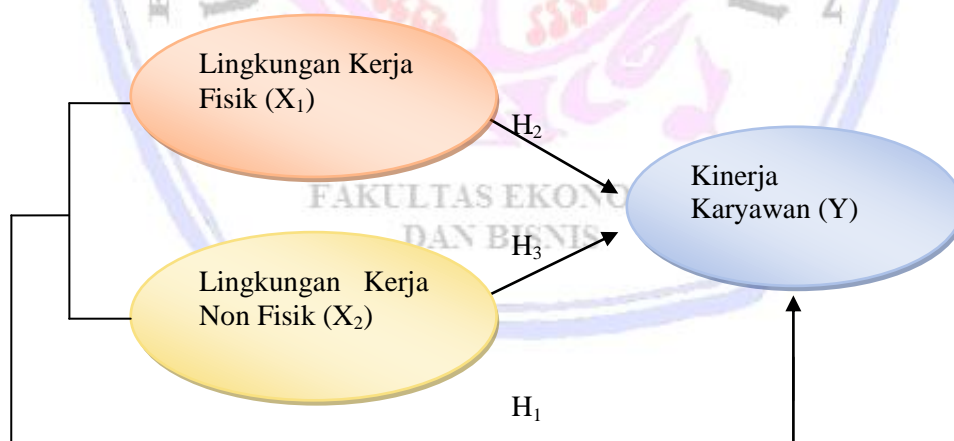 Lingkungan Kerja
Fisik (X₁)
H₂
Kinerja
Karyawan (Y)
FAKULTAS EKONO
DAN BISNIS
H₃
Lingkungan Kerja
Non Fisik (X₂)
H₁